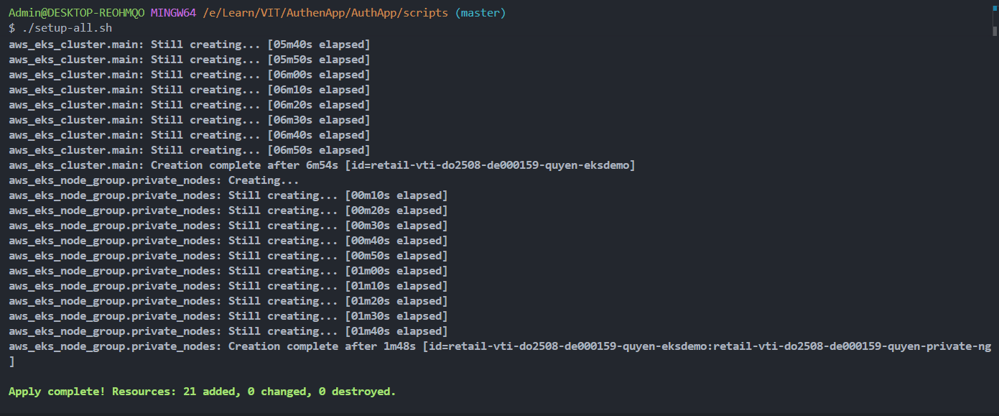 Admin@DESKTOP-REOHMQO MINGW64 /e/Learn/VIT/AuthenApp/AuthApp/scripts (master)
$ ./setup-all.sh
aws_eks_cluster.main: Still creating... [05m40s elapsed]
aws_eks_cluster.main: Still creating... [05m50s elapsed]
aws_eks_cluster.main: Still creating... [06m00s elapsed]
aws_eks_cluster.main: Still creating... [06m10s elapsed]
aws_eks_cluster.main: Still creating... [06m20s elapsed]
aws_eks_cluster.main: Still creating... [06m30s elapsed]
aws_eks_cluster.main: Still creating... [06m40s elapsed]
aws_eks_cluster.main: Still creating... [06m50s elapsed]
aws_eks_cluster.main: Creation complete after 6m54s [id=retail-vti-do2508-de000159-quyen-eksdemo]
aws_eks_node_group.private_nodes: Creating...
aws_eks_node_group.private_nodes: Still creating... [00m10s elapsed]
aws_eks_node_group.private_nodes: Still creating... [00m20s elapsed]
aws_eks_node_group.private_nodes: Still creating... [00m30s elapsed]
aws_eks_node_group.private_nodes: Still creating... [00m40s elapsed]
aws_eks_node_group.private_nodes: Still creating... [00m50s elapsed]
aws_eks_node_group.private_nodes: Still creating... [01m00s elapsed]
aws_eks_node_group.private_nodes: Still creating... [01m10s elapsed]
aws_eks_node_group.private_nodes: Still creating... [01m20s elapsed]
aws_eks_node_group.private_nodes: Still creating... [01m30s elapsed]
aws_eks_node_group.private_nodes: Still creating... [01m40s elapsed]
aws_eks_node_group.private_nodes: Creation complete after 1m48s [id=retail-vti-do2508-de000159-quyen-eksdemo:retail-vti-do2508-de000159-quyen-private-ng
]
Apply complete! Resources: 21 added, 0 changed, 0 destroyed.